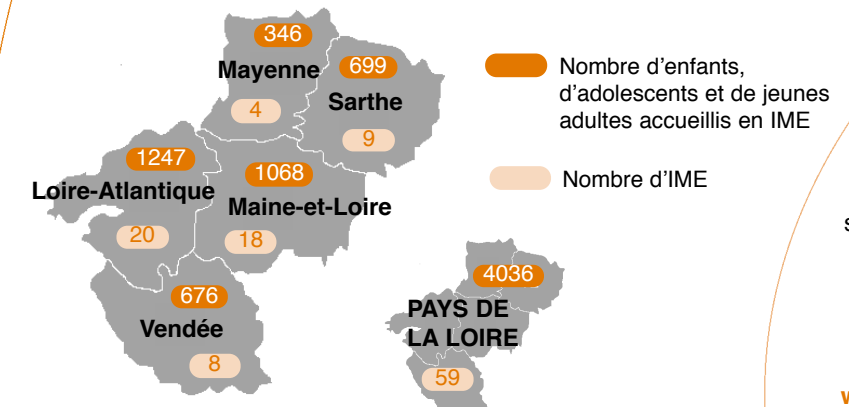 346
Mayenne
4
699
Sarthe
9
Nombre d’enfants,
d’adolescents et de jeunes
adultes accueillis en IME
Nombre d’IME
1247
Loire-Atlantique
20
1068
Maine-et-Loire
18
676
Vendée
8
4036
PAYS DE
LA LOIRE
59